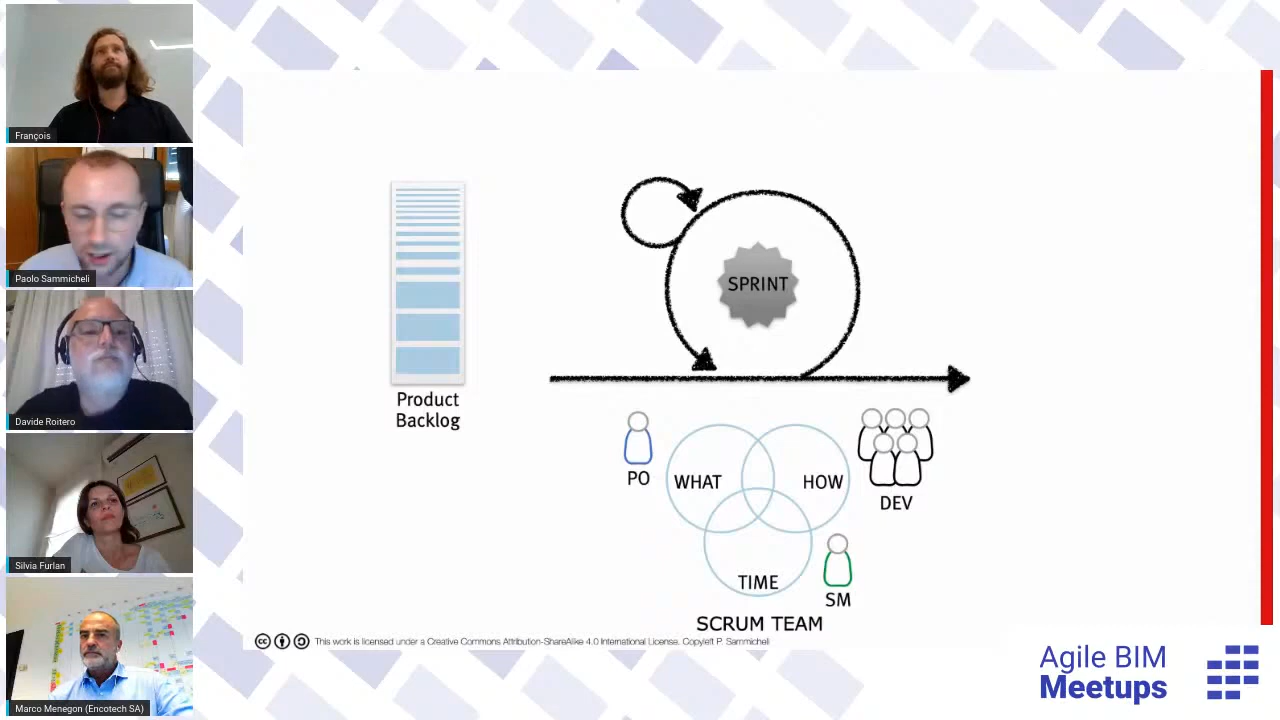 François
Paolo Sammicheli
Davide Roitero
Silvia Furlan
Marco Menegon (Encotech SA)
SPRINT
Product
Backlog
PO
WHAT
HOW
DEV
TIME
SM
SCRUM TEAM
cc
This work is licensed under a Creative Commons Attribution-ShareAlike 4.0 International License. Copyleft P. Sammicheli
Agile BIM
Meetups